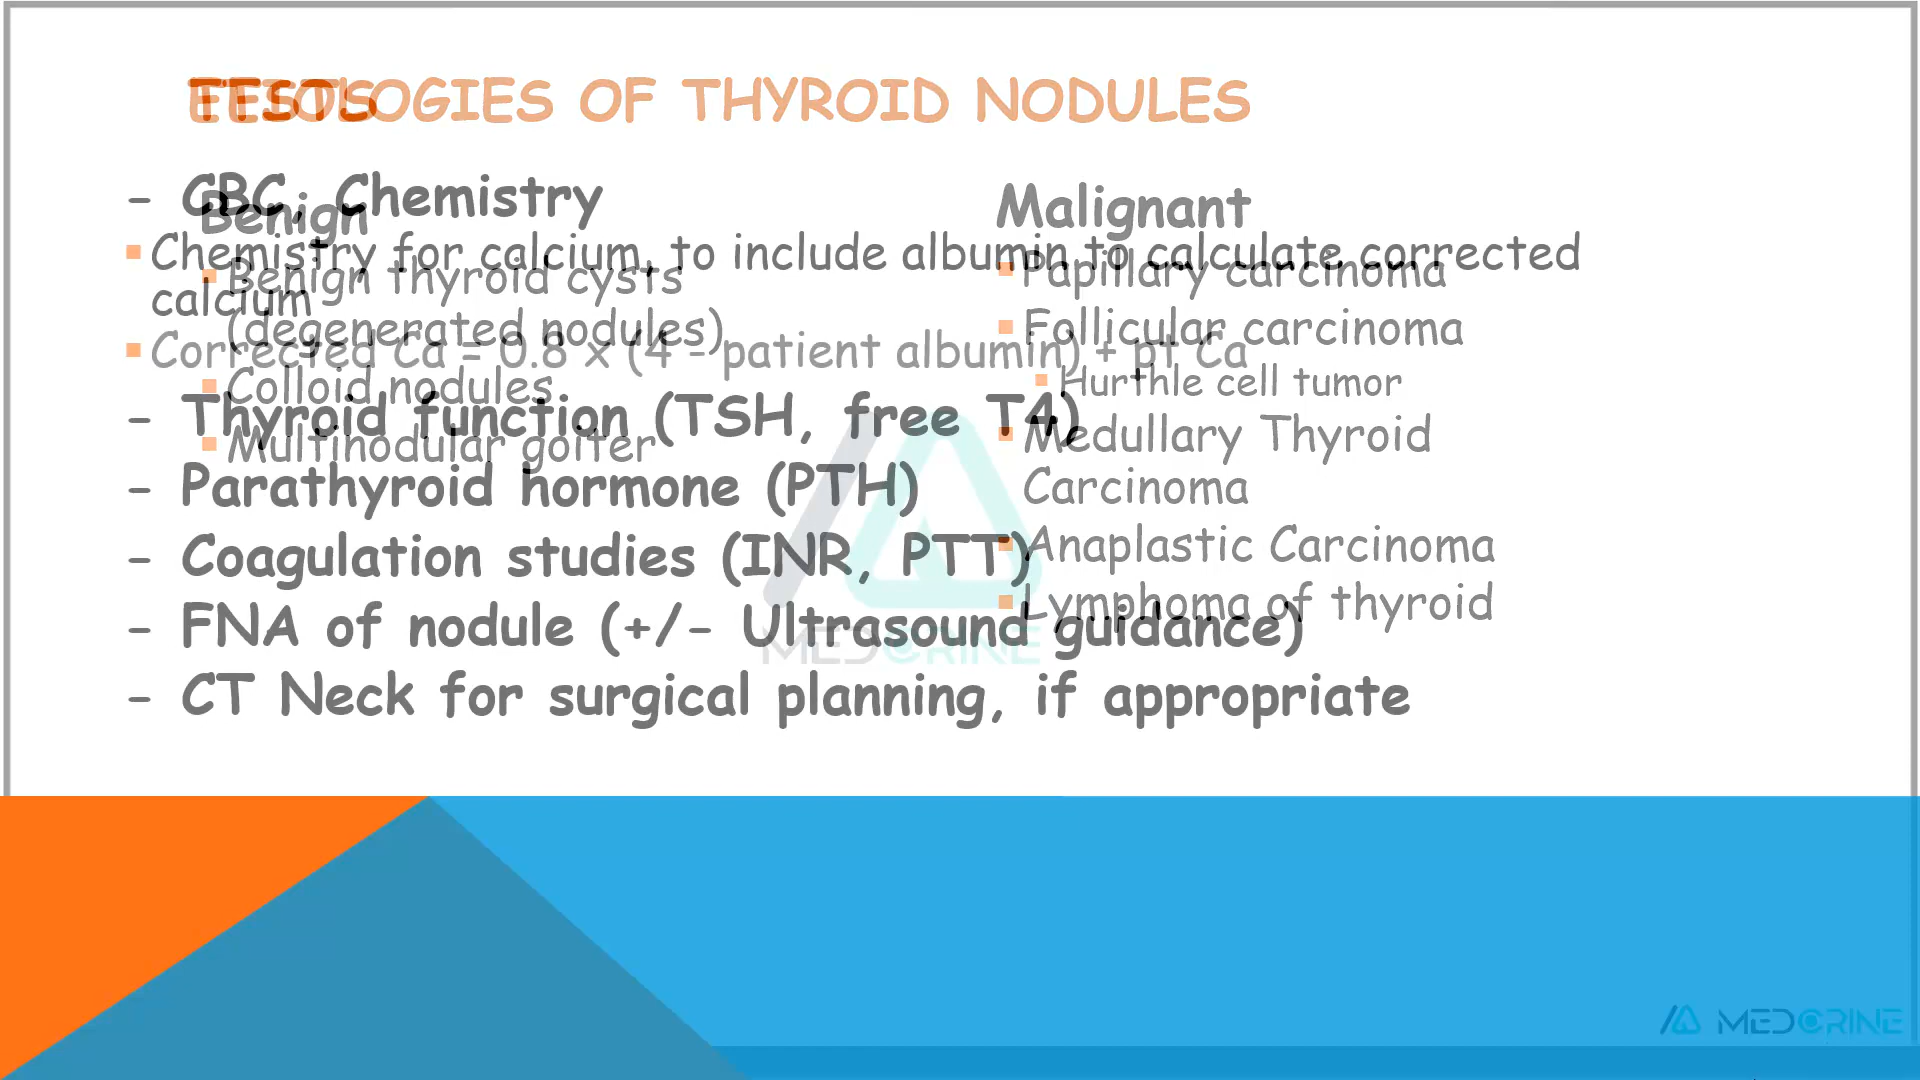 TESTS
- CBC, Chemistry
Chemistry for calcium, to include albumin to calculate corrected
calcium
Corrected Ca = 0.8 x (4 - patient albumin) + pt Ca
- Thyroid function (TSH, free T4)
- Parathyroid hormone (PTH)
- Coagulation studies (INR, PTT)
- FNA of nodule (+/- Ultrasound guidance)
- CT Neck for surgical planning, if appropriate
ETIOLOGIES OF THYROID NODULES
Benign
Benign thyroid cysts
(degenerated nodules)
Colloid nodules
Multinodular goiter
Malignant
Papillary carcinoma
Follicular carcinoma
Hurthle cell tumor
Medullary Thyroid
Carcinoma
Anaplastic Carcinoma
Lymphoma of thyroid
MEDCRINE
MEDCRINE